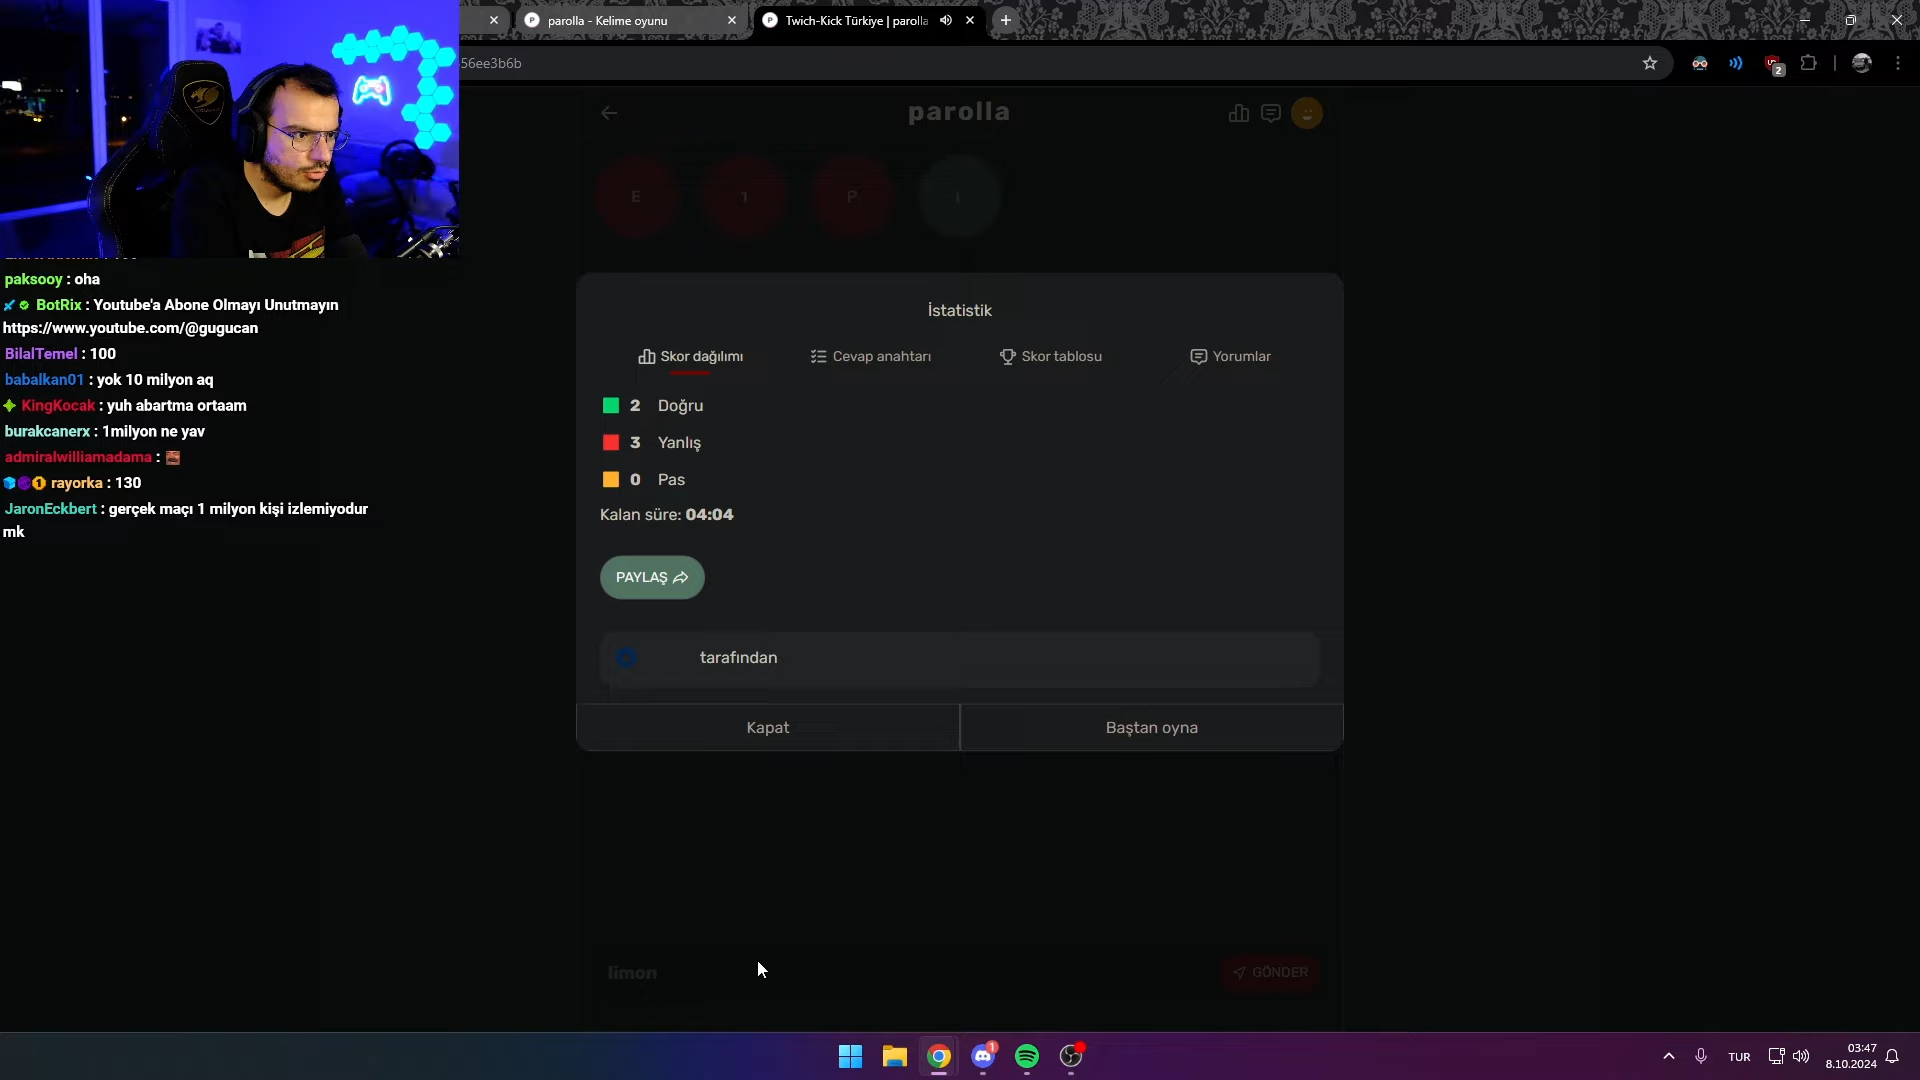 parolla - Kelime oyunu
Twich-Kick Türkiye | parolla
56ee3b6b
2
parolla
E
1
P
İstatistik
Skor dağılımı
Cevap anahtarı
Skor tablosu
Yorumlar
2 Doğru
3 Yanlış
0 Pas
Kalan süre: 04:04
PAYLAŞ
tarafından
Kapat
Baştan oyna
limon
GÖNDER
paksooy : oha
BotRix : Youtube'a Abone Olmayı Unutmayın
https://www.youtube.com/@gugucan
BilalTemel : 100
babalkan01 : yok 10 milyon aq
KingKocak : yuh abartma ortaam
burakcanerx : 1milyon ne yav
admiralwilliamadama :
rayorka : 130
JaronEckbert : gerçek maçı 1 milyon kişi izlemiyodur
mk
1
TUR
03:47
8.10.2024